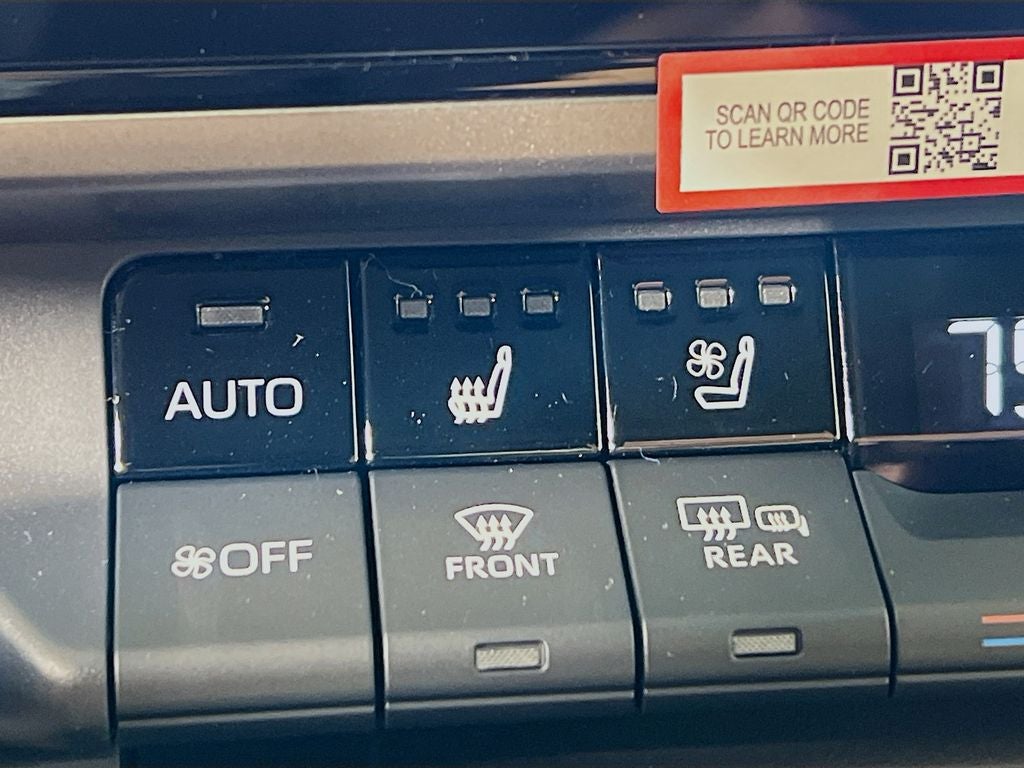 SCAN QR CODE
TO LEARN MORE
AUTO
OFF
FRONT
REAR